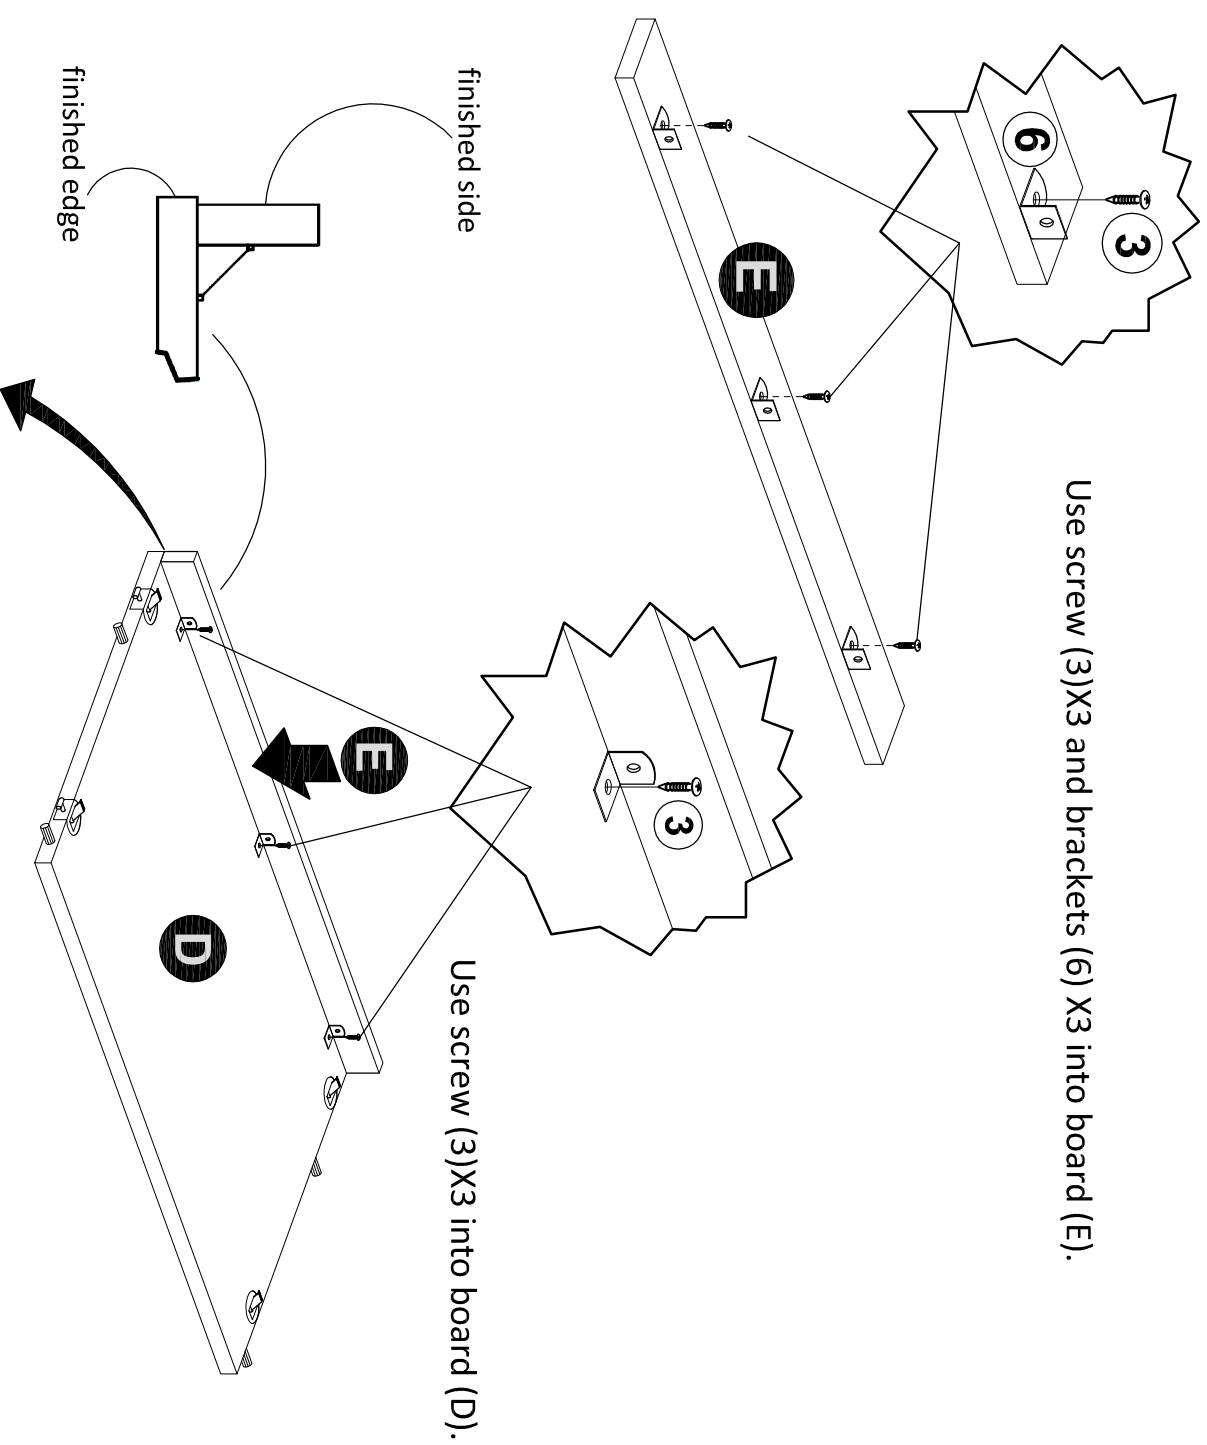 Use screw (3)X3 and brackets (6) X3 into board (E).
6
3
E
Use screw (3)X3 into board (D).
3
E
D
finished side
finished edge